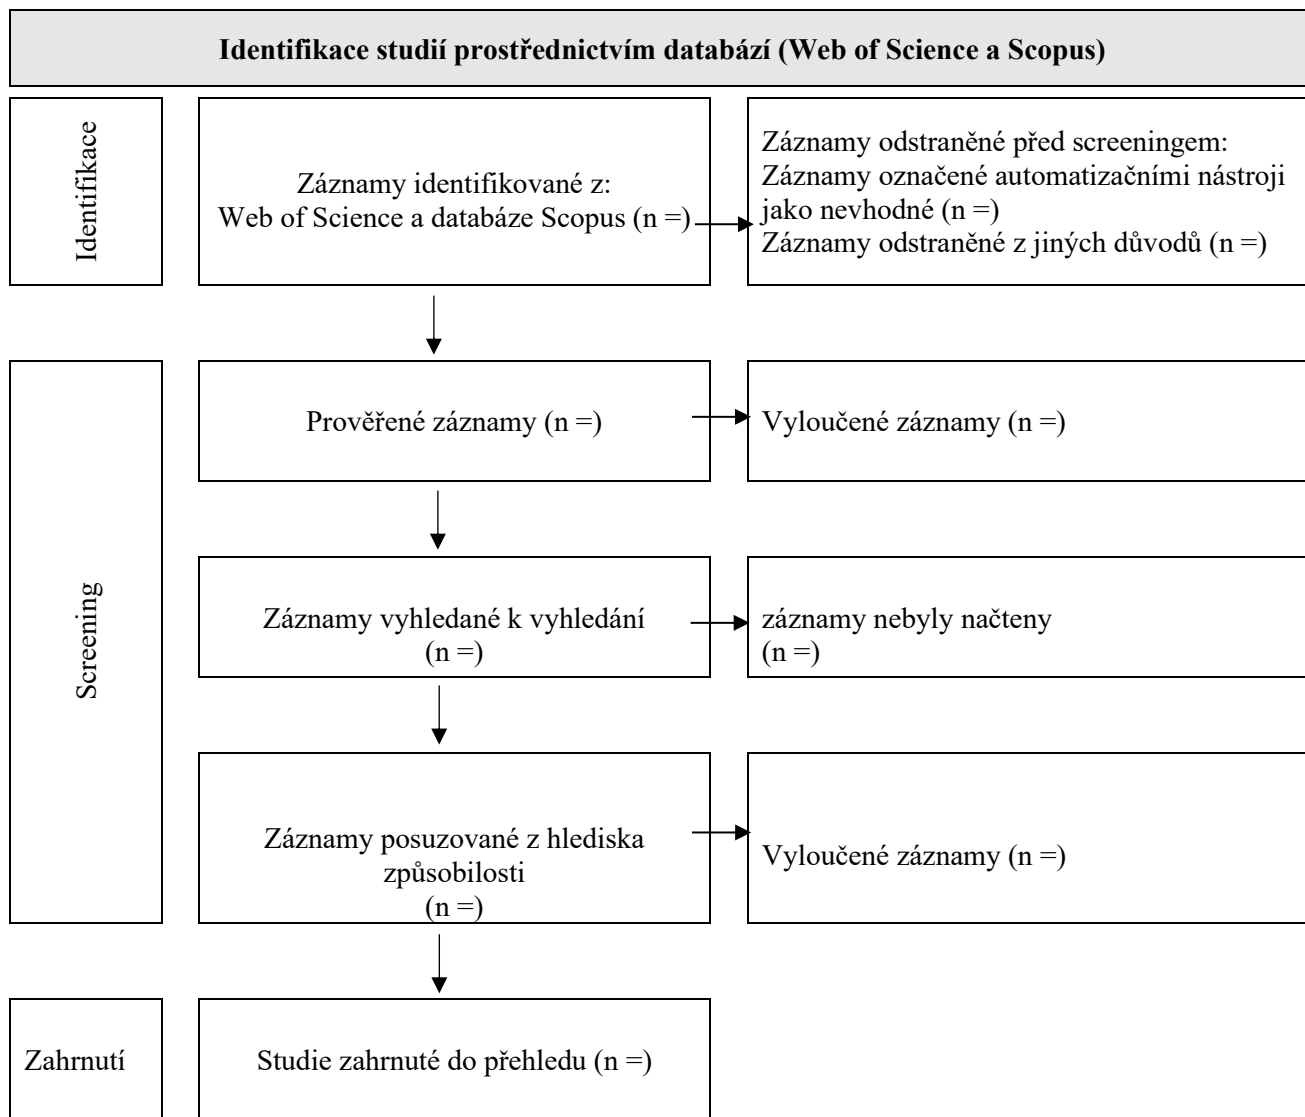 Identifikace studií prostřednictvím databází (Web of Science a Scopus)
Identifikace
Záznamy identifikované z:
Web of Science a databáze Scopus (n =)
Záznamy odstraněné před screeningem:
Záznamy označené automatizačními nástroji
jako nevhodné (n =)
Záznamy odstraněné z jiných důvodů (n =)
Screening
Prověřené záznamy (n =)
Vyloučené záznamy (n =)
Záznamy vyhledané k vyhledání
(n =)
záznamy nebyly načteny
(n =)
Záznamy posuzované z hlediska
způsobilosti
(n =)
Vyloučené záznamy (n =)
Zahrnutí
Studie zahrnuté do přehledu (n =)